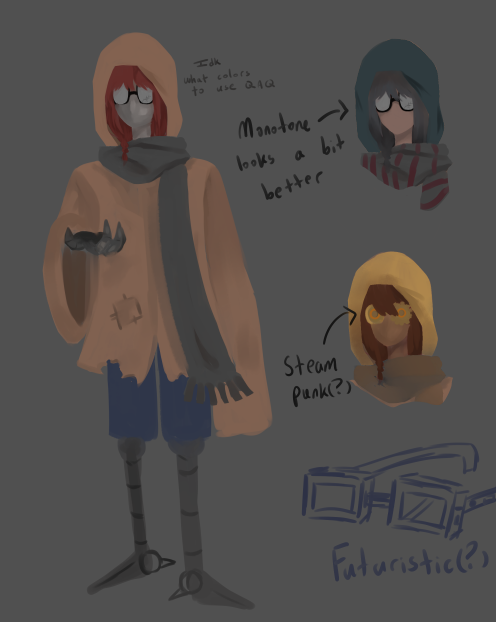 Idk
what colors
to use QAQ
Monotone
looks a bit
better
Steam
punk(?)
Futuristic(?)